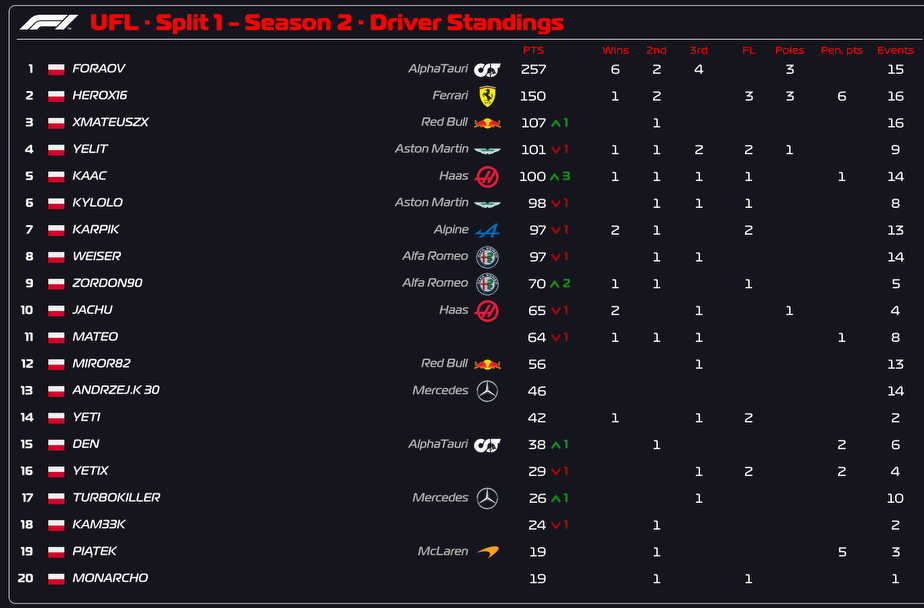 F1 UFL · Split 1 - Season 2 · Driver Standings
PTS Wins 2nd 3rd FL Poles Pen. pts Events
1 FORAOV AlphaTauri 257 6 2 4 3 15
2 HEROX16 Ferrari 150 1 2 3 3 6 16
3 XMATEUSZX Red Bull 107 1 1 16
4 YELIT Aston Martin 101 1 1 1 2 2 1 9
5 KAAC Haas 100 3 1 1 1 1 1 14
6 KYLOLO Aston Martin 98 1 1 1 1 8
7 KARPIK Alpine 97 1 2 1 2 13
8 WEISER Alfa Romeo 97 1 1 1 14
9 ZORDON90 Alfa Romeo 70 2 1 1 1 5
10 JACHU Haas 65 1 2 1 1 4
11 MATEO 64 1 1 1 1 1 8
12 MIROR82 Red Bull 56 1 13
13 ANDRZEJ.K 30 Mercedes 46 14
14 YETI 42 1 1 2 2
15 DEN AlphaTauri 38 1 1 2 6
16 YETIX 29 1 1 2 2 4
17 TURBOKILLER Mercedes 26 1 1 10
18 KAM33K 24 1 1 2
19 PIĄTEK McLaren 19 1 5 3
20 MONARCHO 19 1 1 1